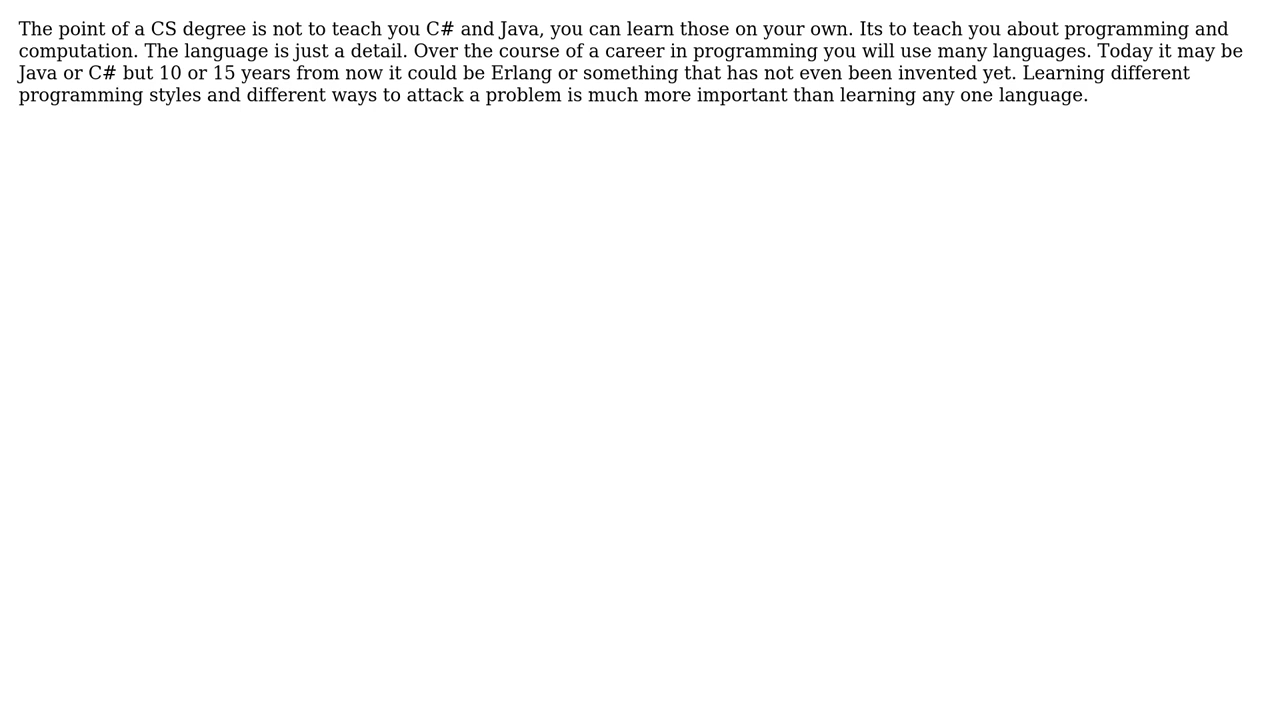 The point of a CS degree is not to teach you C# and Java, you can learn those on your own. Its to teach you about programming and
computation. The language is just a detail. Over the course of a career in programming you will use many languages. Today it may be
Java or C# but 10 or 15 years from now it could be Erlang or something that has not even been invented yet. Learning different
programming styles and different ways to attack a problem is much more important than learning any one language.